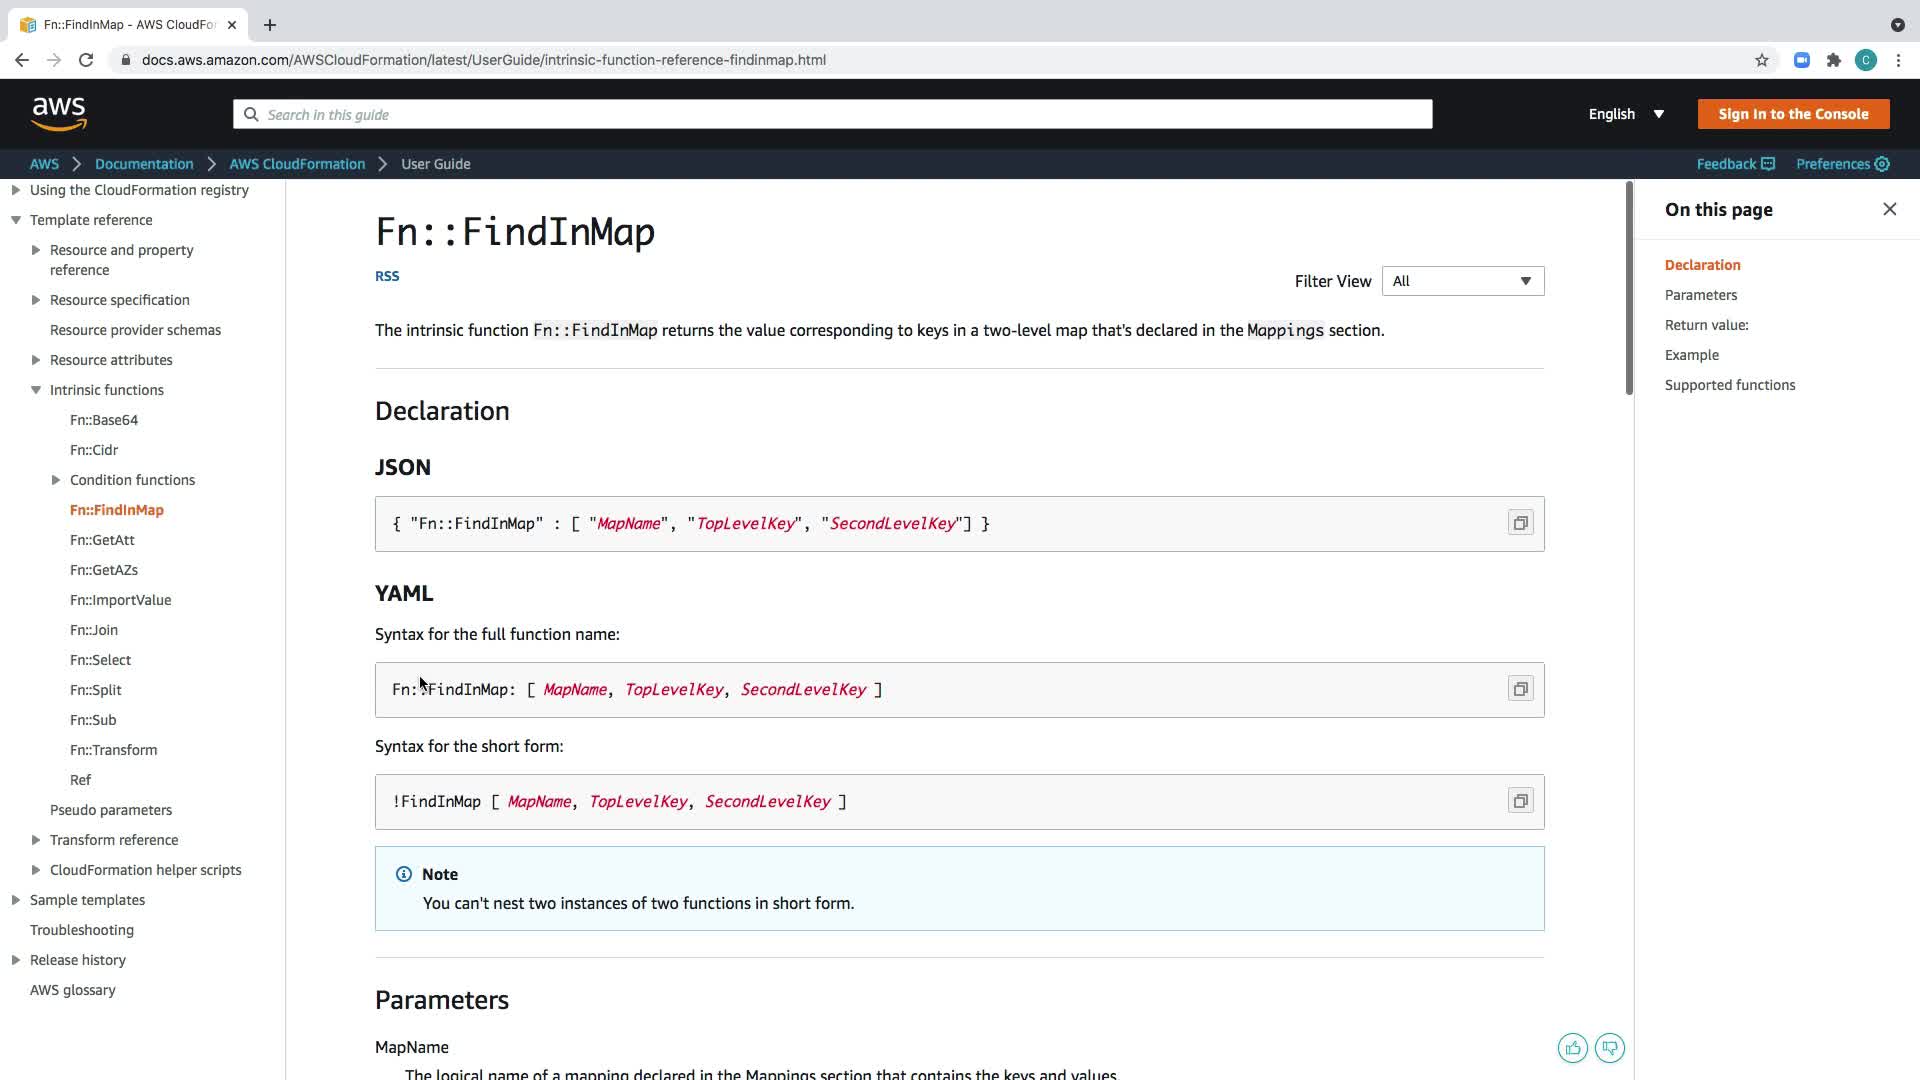 Fn::FindInMap - AWS CloudFor
docs.aws.amazon.com/AWSCloudFormation/latest/UserGuide/intrinsic-function-reference-findinmap.html
C
aws
Search in this guide
English
Sign In to the Console
AWS
Documentation
AWS CloudFormation
User Guide
Feedback
Preferences
Using the CloudFormation registry
Template reference
Resource and property
reference
Resource specification
Resource provider schemas
Resource attributes
Intrinsic functions
Fn::Base64
Fn::Cidr
Condition functions
Fn::FindInMap
Fn::GetAtt
Fn::GetAZs
Fn::ImportValue
Fn::Join
Fn::Select
Fn::Split
Fn::Sub
Fn::Transform
Ref
Pseudo parameters
Transform reference
CloudFormation helper scripts
Sample templates
Troubleshooting
Release history
AWS glossary
Fn::FindInMap
RSS
Filter View
All
The intrinsic function Fn::FindInMap returns the value corresponding to keys in a two-level map that's declared in the Mappings section.
Declaration
JSON
{ "Fn::FindInMap" : [ "MapName", "TopLevelKey", "SecondLevelKey"] }
YAML
Syntax for the full function name:
Fn::FindInMap: [ MapName, TopLevelKey, SecondLevelKey ]
Syntax for the short form:
!FindInMap [ MapName, TopLevelKey, SecondLevelKey ]
Note
You can't nest two instances of two functions in short form.
Parameters
MapName
The logical name of a mapping declared in the Mappings section that contains the keys and values.
On this page
Declaration
Parameters
Return value:
Example
Supported functions